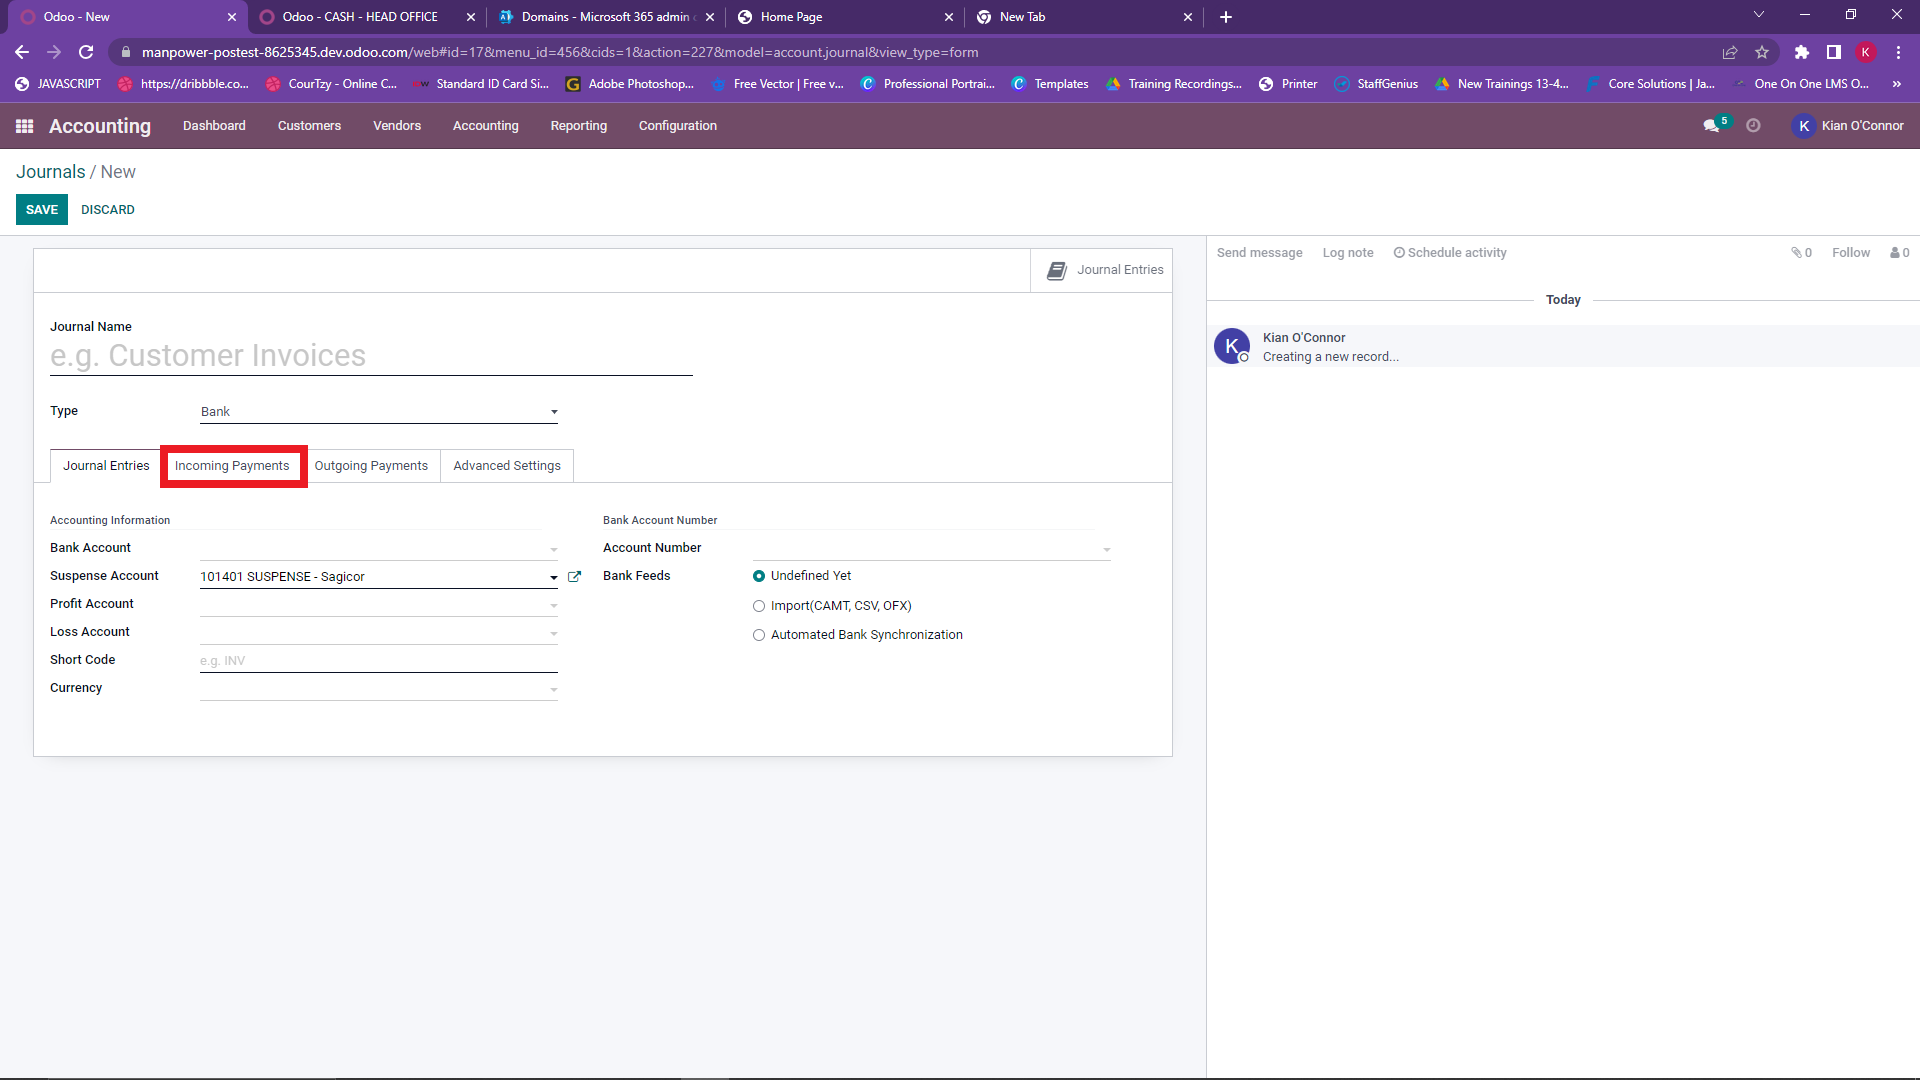 Odoo - New
Odoo - CASH - HEAD OFFICE
Domains - Microsoft 365 admin
Home Page
New Tab
manpower-postest-8625345.dev.odoo.com/web#id=17&menu_id=456&cids=1&action=227&model=account.journal&view_type=form
K
JAVASCRIPT
https://dribbble.co...
CourTzy - Online C...
Standard ID Card Si...
Adobe Photoshop...
Free Vector | Free v...
Professional Portrai...
Templates
Training Recordings...
Printer
StaffGenius
New Trainings 13-4...
Core Solutions | Ja...
One On One LMS O...
»
Accounting
Dashboard
Customers
Vendors
Accounting
Reporting
Configuration
5
K
Kian O'Connor
Journals / New
SAVE
DISCARD
Journal Entries
Journal Name
e.g. Customer Invoices
Type
Bank
Journal Entries
Incoming Payments
Outgoing Payments
Advanced Settings
Accounting Information
Bank Account
Suspense Account
101401 SUSPENSE - Sagicor
Profit Account
Loss Account
Short Code
e.g. INV
Currency
Bank Account Number
Account Number
Bank Feeds
Undefined Yet
Import(CAMT, CSV, OFX)
Automated Bank Synchronization
Send message
Log note
Schedule activity
0
Follow
0
Today
K
Kian O'Connor
Creating a new record...